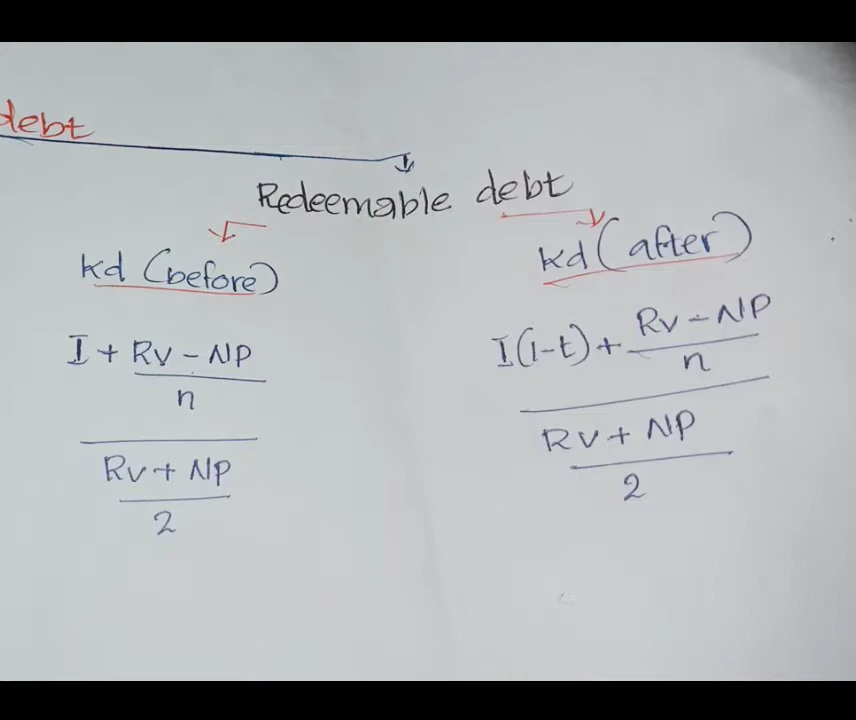 debt
Redeemable debt
kd (before)
kd (after)
I + RV - NP
n
RV + NP
2
I(1-t) + RV - NP
n
RV + NP
2